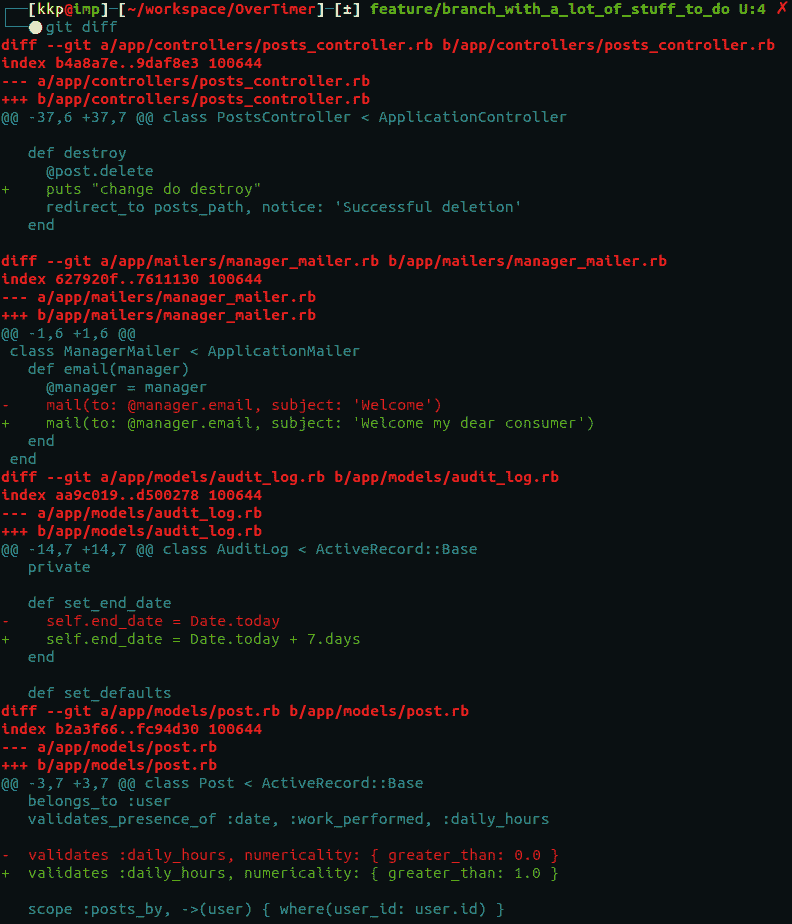 ┌──[kkp@imp]─[~/workspace/OverTimer]─[±] feature/branch_with_a_lot_of_stuff_to_do U:4 ✗
└──● git diff
diff --git a/app/controllers/posts_controller.rb b/app/controllers/posts_controller.rb
index b4a8a7e..9daf8e3 100644
--- a/app/controllers/posts_controller.rb
+++ b/app/controllers/posts_controller.rb
@@ -37,6 +37,7 @@ class PostsController < ApplicationController

   def destroy
     @post.delete
+    puts "change do destroy"
     redirect_to posts_path, notice: 'Successful deletion'
   end

diff --git a/app/mailers/manager_mailer.rb b/app/mailers/manager_mailer.rb
index 627920f..7611130 100644
--- a/app/mailers/manager_mailer.rb
+++ b/app/mailers/manager_mailer.rb
@@ -1,6 +1,6 @@
 class ManagerMailer < ApplicationMailer
   def email(manager)
     @manager = manager
-    mail(to: @manager.email, subject: 'Welcome')
+    mail(to: @manager.email, subject: 'Welcome my dear consumer')
   end
 end
diff --git a/app/models/audit_log.rb b/app/models/audit_log.rb
index aa9c019..d500278 100644
--- a/app/models/audit_log.rb
+++ b/app/models/audit_log.rb
@@ -14,7 +14,7 @@ class AuditLog < ActiveRecord::Base
   private

   def set_end_date
-    self.end_date = Date.today
+    self.end_date = Date.today + 7.days
   end

   def set_defaults
diff --git a/app/models/post.rb b/app/models/post.rb
index b2a3f66..fc94d30 100644
--- a/app/models/post.rb
+++ b/app/models/post.rb
@@ -3,7 +3,7 @@ class Post < ActiveRecord::Base
   belongs_to :user
   validates_presence_of :date, :work_performed, :daily_hours

-  validates :daily_hours, numericality: { greater_than: 0.0 }
+  validates :daily_hours, numericality: { greater_than: 1.0 }

   scope :posts_by, ->(user) { where(user_id: user.id) }